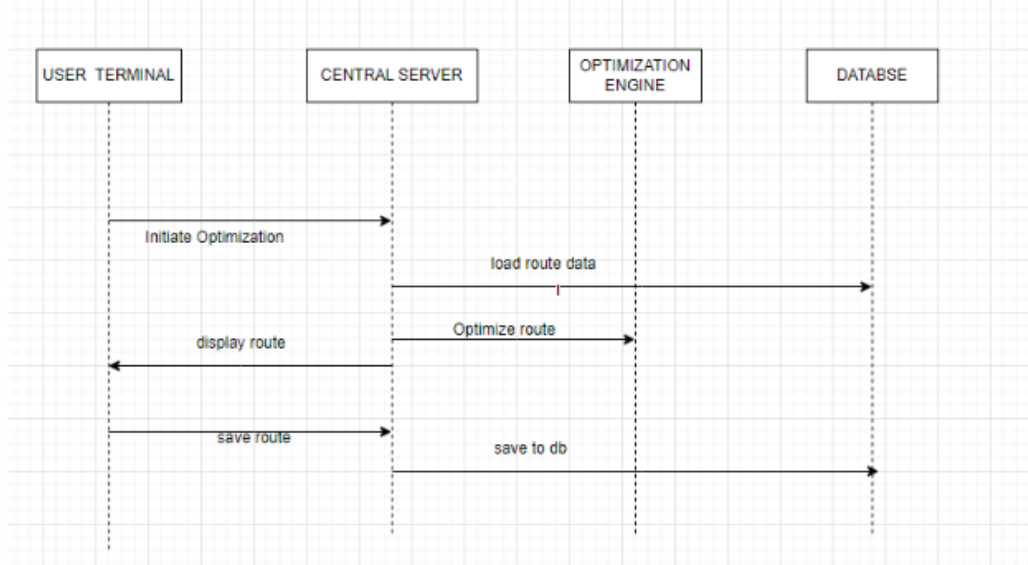 USER TERMINAL
CENTRAL SERVER
OPTIMIZATION
ENGINE
DATABSE
Initiate Optimization
load route data
Optimize route
display route
save route
save to db